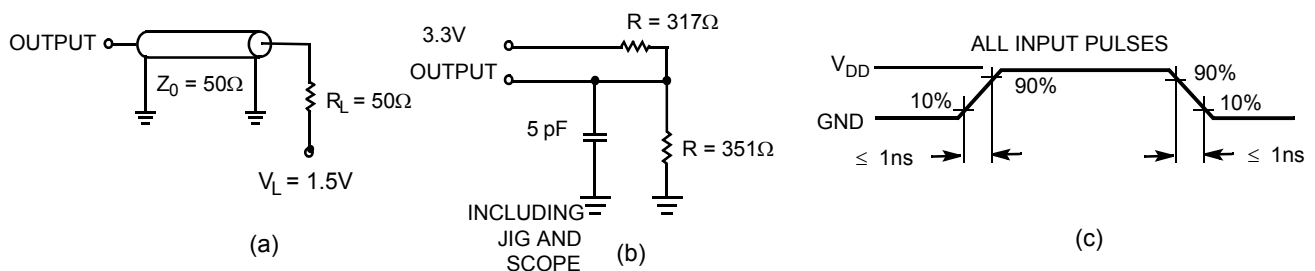 OUTPUT
Z0 = 50Ω
RL = 50Ω
VL = 1.5V
(a)
R = 317Ω
3.3V
OUTPUT
5 pF
R = 351Ω
INCLUDING
JIG AND
SCOPE
(b)
ALL INPUT PULSES
VDD
90%
90%
10%
10%
GND
≤ 1ns
≤ 1ns
(c)